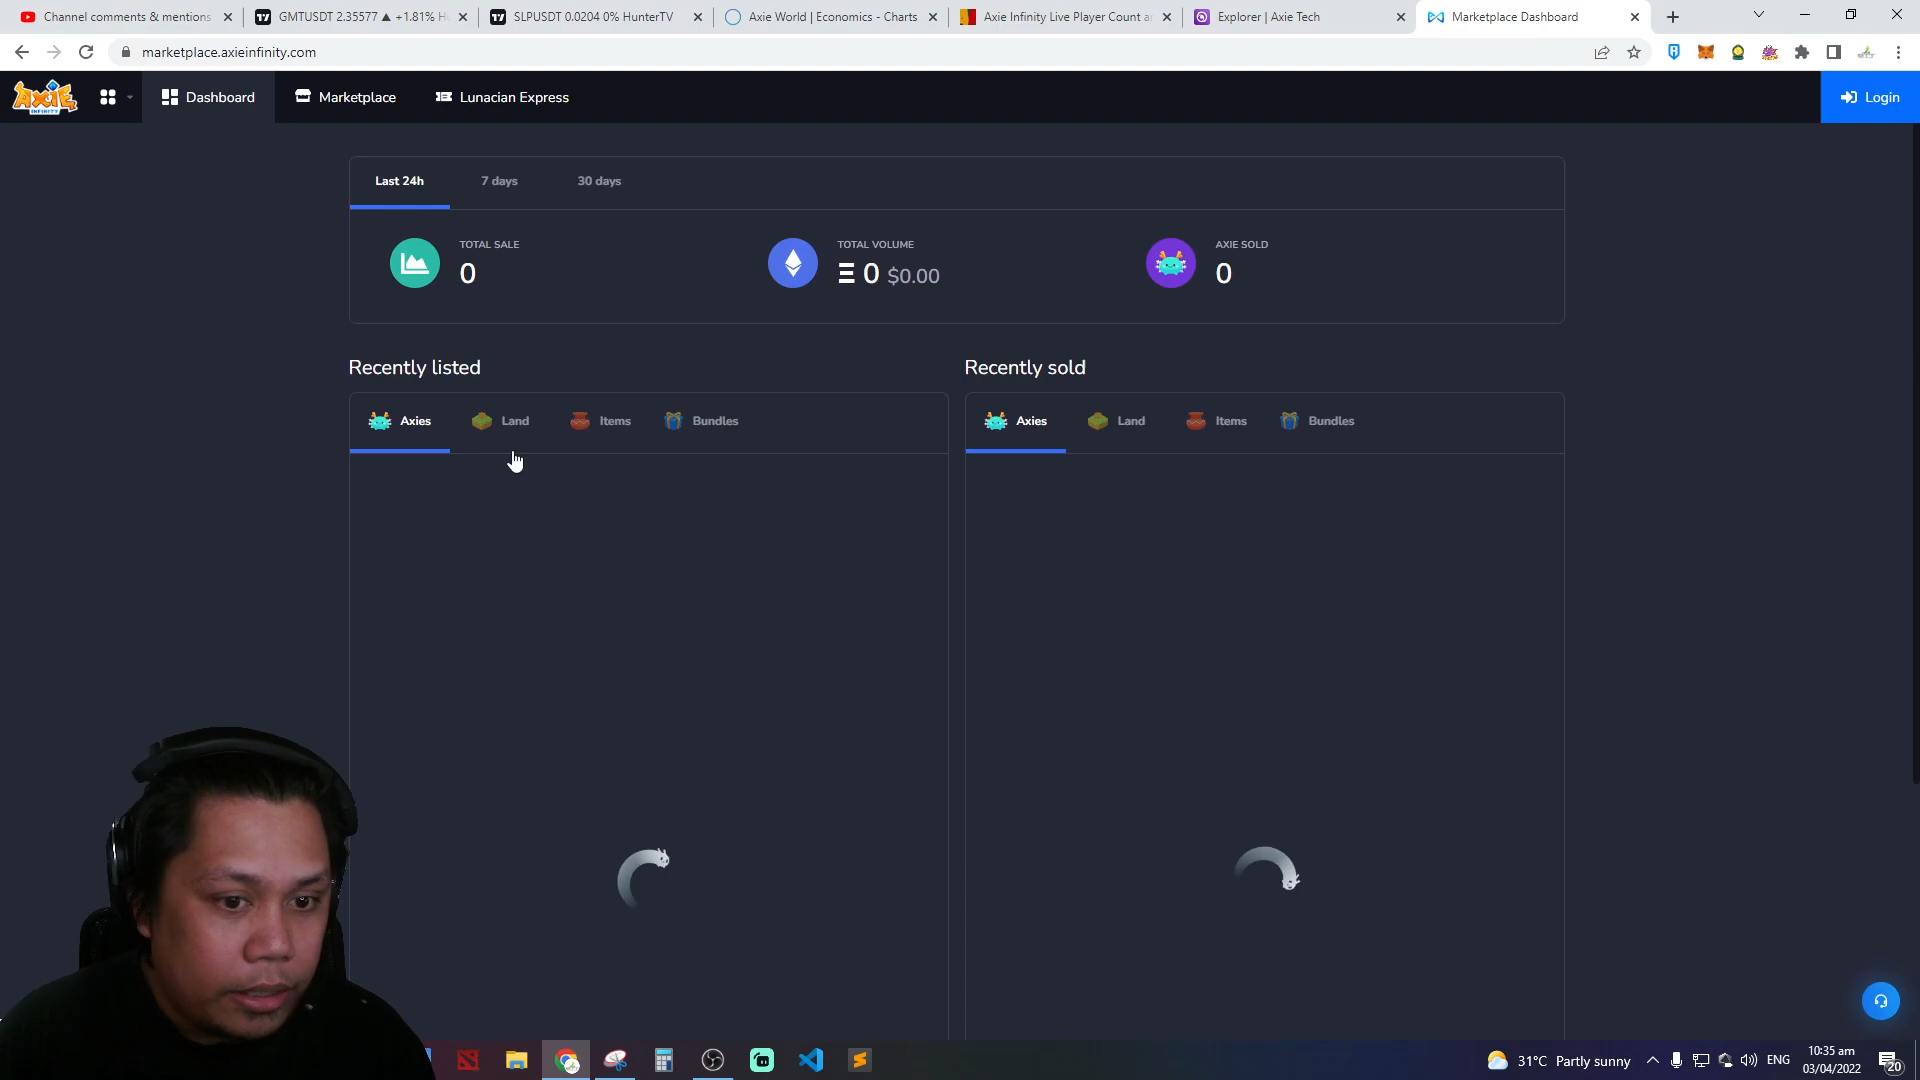 Channel comments & mentions
GMTUSDT 2.35577 ▲ +1.81% H
SLPUSDT 0.0204 0% HunterTV
Axie World | Economics - Charts
Axie Infinity Live Player Count a
Explorer | Axie Tech
Marketplace Dashboard
marketplace.axieinfinity.com
AXIE
INFINITY
Dashboard
Marketplace
Lunacian Express
Login
Last 24h
7 days
30 days
TOTAL SALE
0
TOTAL VOLUME
Ξ 0 $0.00
AXIE SOLD
0
Recently listed
Recently sold
Axies
Land
Items
Bundles
Axies
Land
Items
Bundles
31°C Partly sunny
ENG
10:35 am
03/04/2022
20